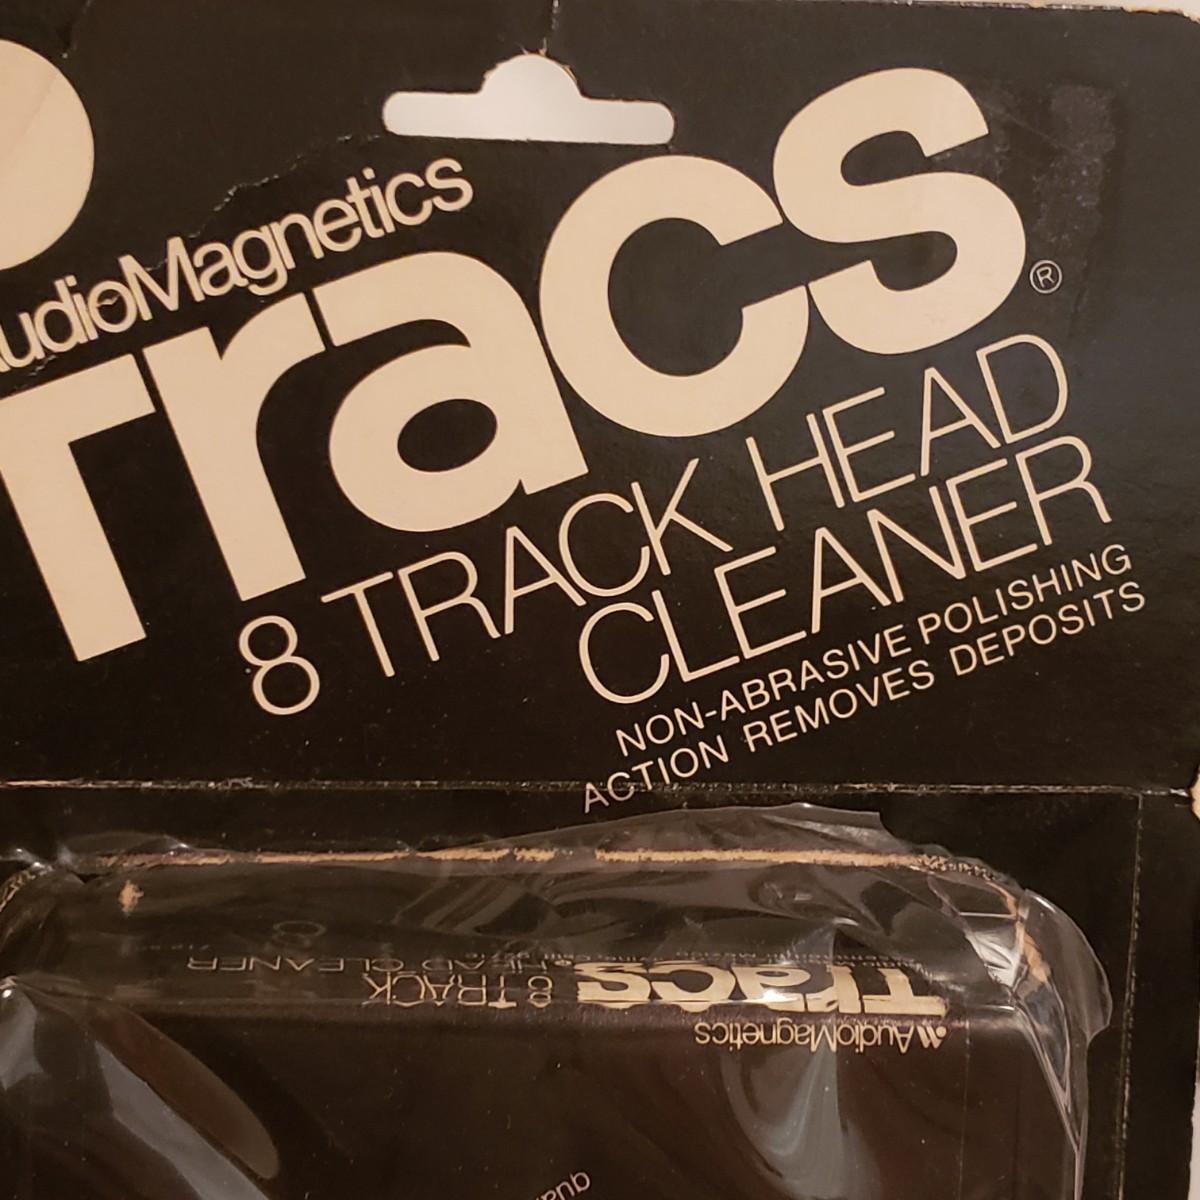 AudioMagnetics
Tracs®
8 TRACK HEAD
CLEANER
NON-ABRASIVE POLISHING
ACTION REMOVES DEPOSITS
8 TRACK
HEAD CLEANER
Tracs
AudioMagnetics